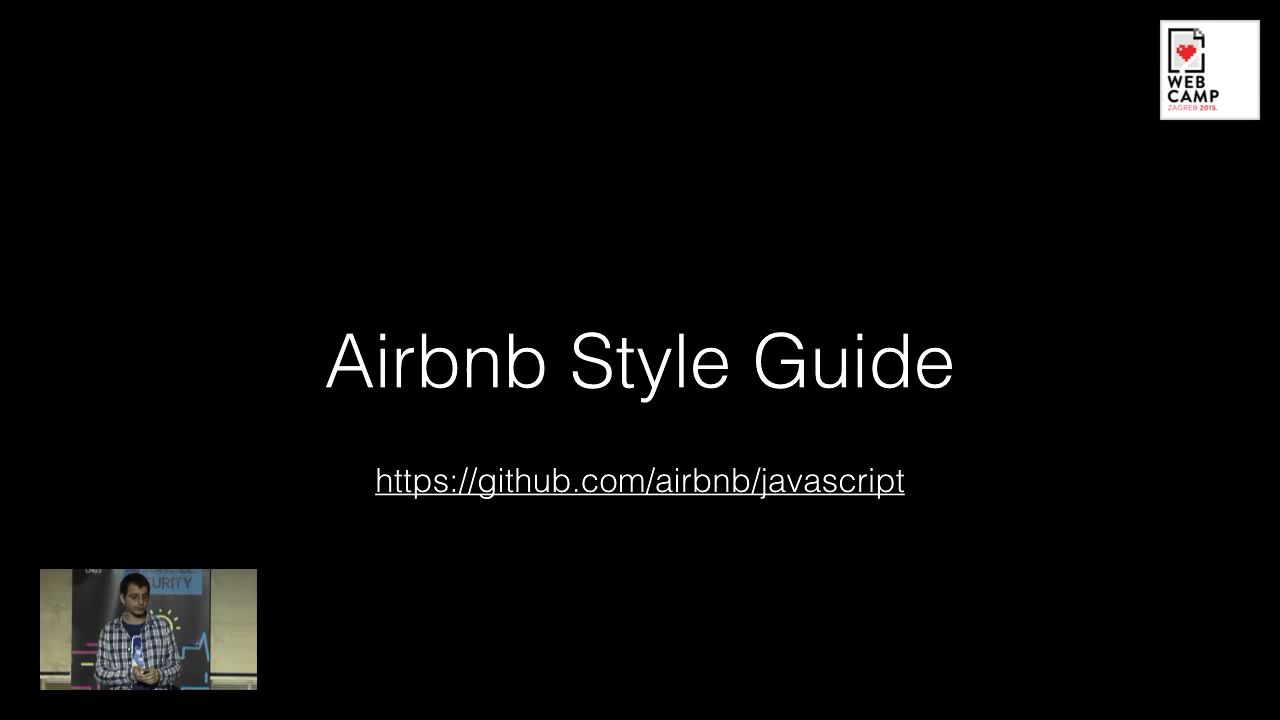 WEB
CAMP
ZAGREB 2015.
Airbnb Style Guide
https://github.com/airbnb/javascript